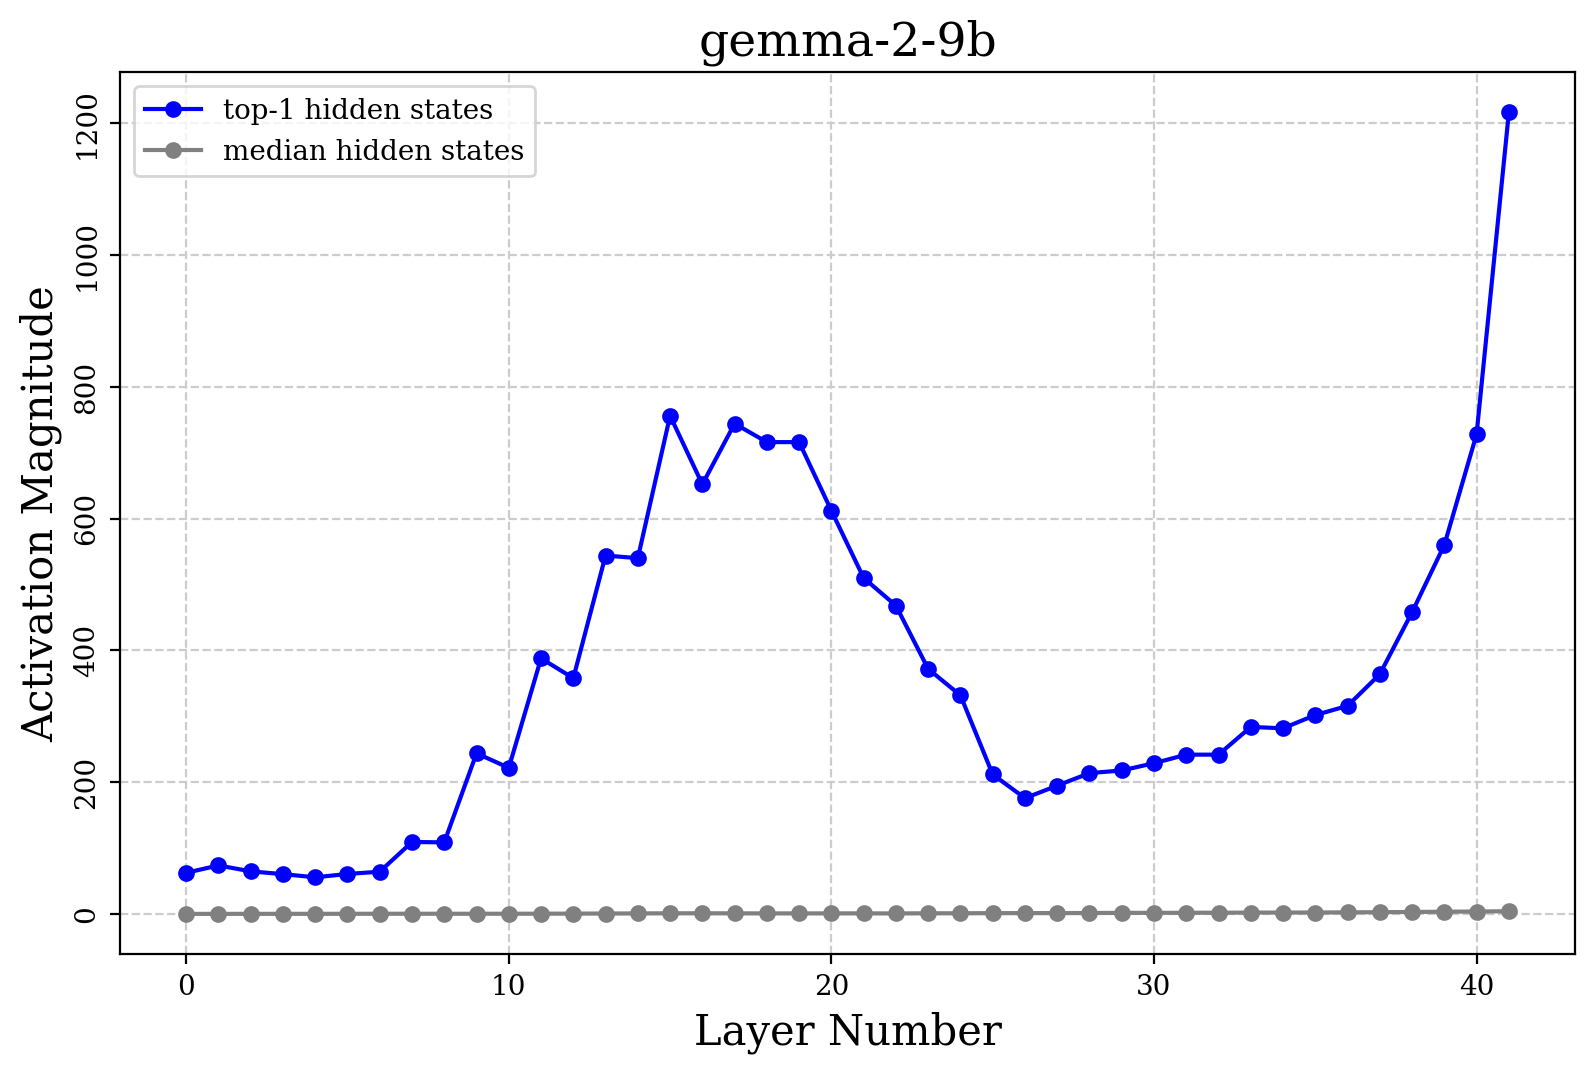 gemma-2-9b
top-1 hidden states
median hidden states
Activation Magnitude
1200
1000
800
600
400
200
0
0 10 20 30 40
Layer Number